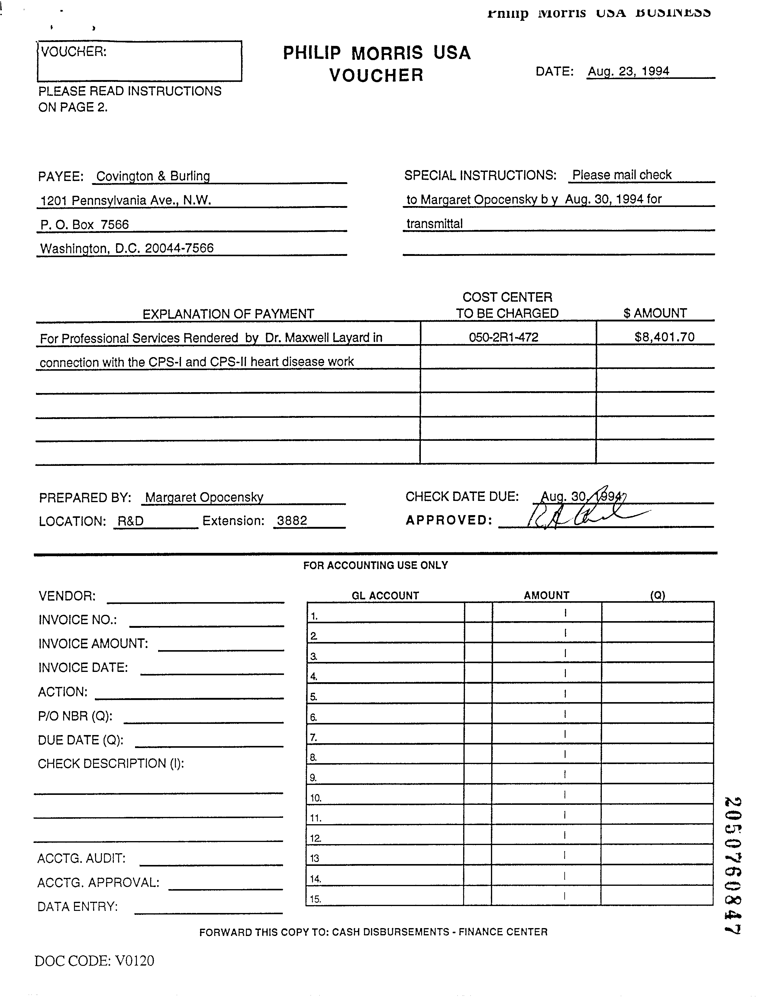 Philip Morris USA BUSINESS
VOUCHER:
PHILIP MORRIS USA
VOUCHER
DATE: Aug. 23, 1994
PLEASE READ INSTRUCTIONS
ON PAGE 2.
PAYEE: Covington & Burling
1201 Pennsylvania Ave., N.W.
P. O. Box 7566
Washington, D.C. 20044-7566
SPECIAL INSTRUCTIONS: Please mail check
to Margaret Opocensky b y Aug. 30, 1994 for
transmittal
EXPLANATION OF PAYMENT
COST CENTER
TO BE CHARGED
$ AMOUNT
For Professional Services Rendered by Dr. Maxwell Layard in 050-2R1-472 $8,401.70
connection with the CPS-I and CPS-II heart disease work
PREPARED BY: Margaret Opocensky
LOCATION: R&D Extension: 3882
CHECK DATE DUE: Aug. 30, 1994
APPROVED:
FOR ACCOUNTING USE ONLY
VENDOR:
INVOICE NO.:
INVOICE AMOUNT:
INVOICE DATE:
ACTION:
P/O NBR (Q):
DUE DATE (Q):
CHECK DESCRIPTION (I):
ACCTG. AUDIT:
ACCTG. APPROVAL:
DATA ENTRY:
GL ACCOUNT AMOUNT (Q)
1.
2.
3.
4.
5.
6.
7.
8.
9.
10.
11.
12.
13
14.
15.
2050760847
FORWARD THIS COPY TO: CASH DISBURSEMENTS - FINANCE CENTER
DOC CODE: V0120